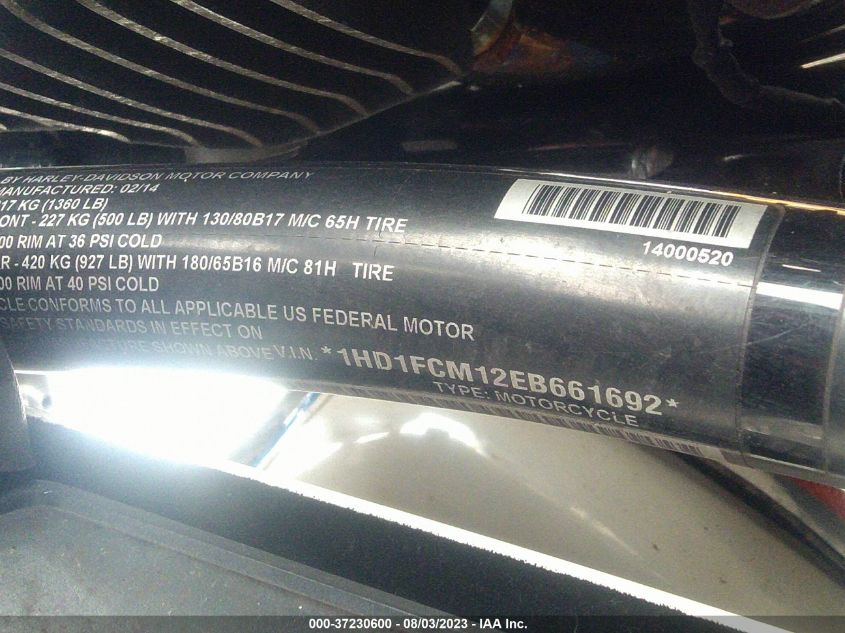 BY HARLEY-DAVIDSON MOTOR COMPANY
MANUFACTURED: 02/14
17 KG (1360 LB)
ONT - 227 KG (500 LB) WITH 130/80B17 M/C 65H TIRE
00 RIM AT 36 PSI COLD
R - 420 KG (927 LB) WITH 180/65B16 M/C 81H TIRE
00 RIM AT 40 PSI COLD
CLE CONFORMS TO ALL APPLICABLE US FEDERAL MOTOR
SAFETY STANDARDS IN EFFECT ON
SHOWN ABOVE V.I.N. *1HD1FCM12EB661692*
TYPE: MOTORCYCLE
14000520
000-37230600 - 08/03/2023 - IAA Inc.